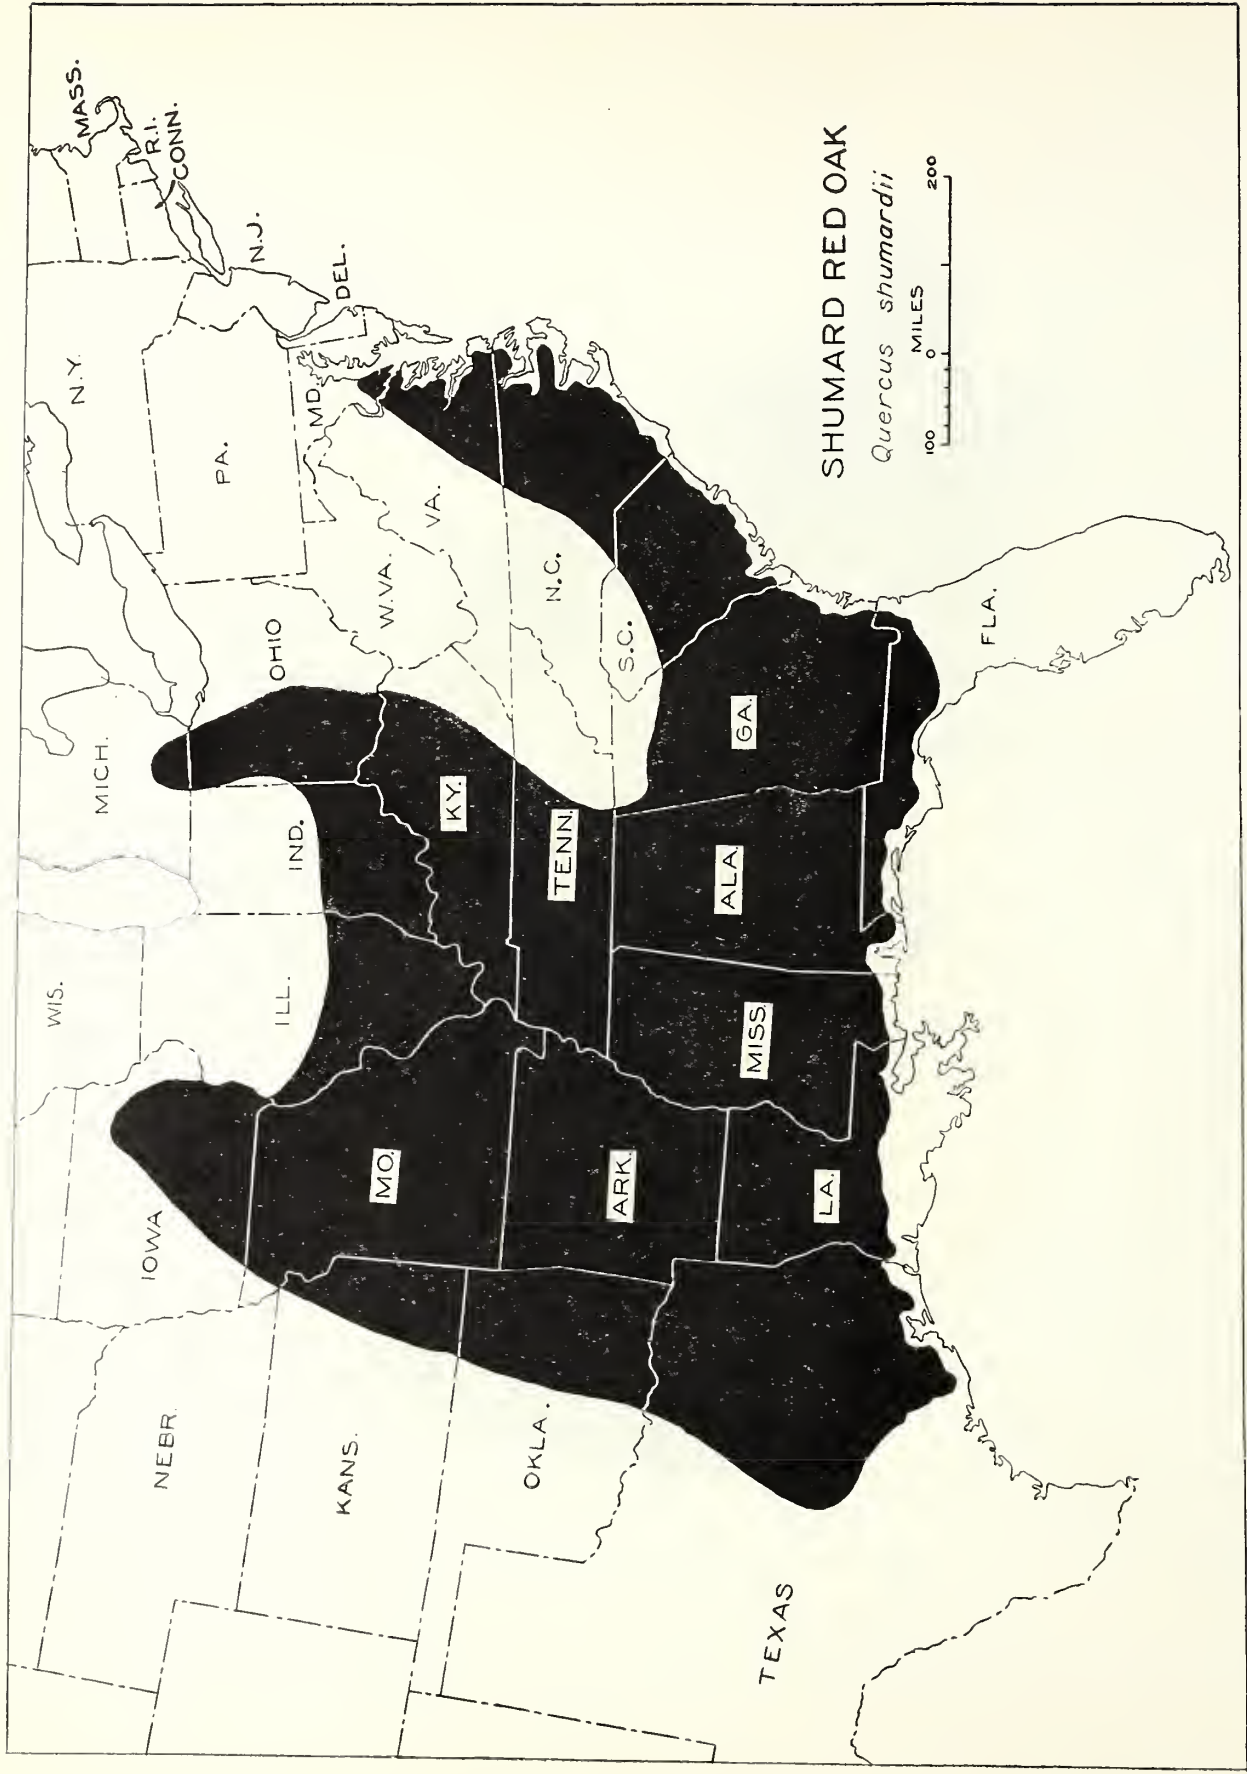 MASS.
R.I.
CONN.
N.J.
DEL.
N.Y.
PA.
MD.
VA.
W.VA.
N.C.
S.C.
OHIO
MICH.
IND.
KY.
TENN.
GA.
FLA.
ALA.
WIS.
ILL.
MISS.
IOWA
MO.
ARK.
LA.
NEBR.
KANS.
OKLA.
TEXAS
SHUMARD RED OAK
Quercus shumardii
MILES
100 0 200